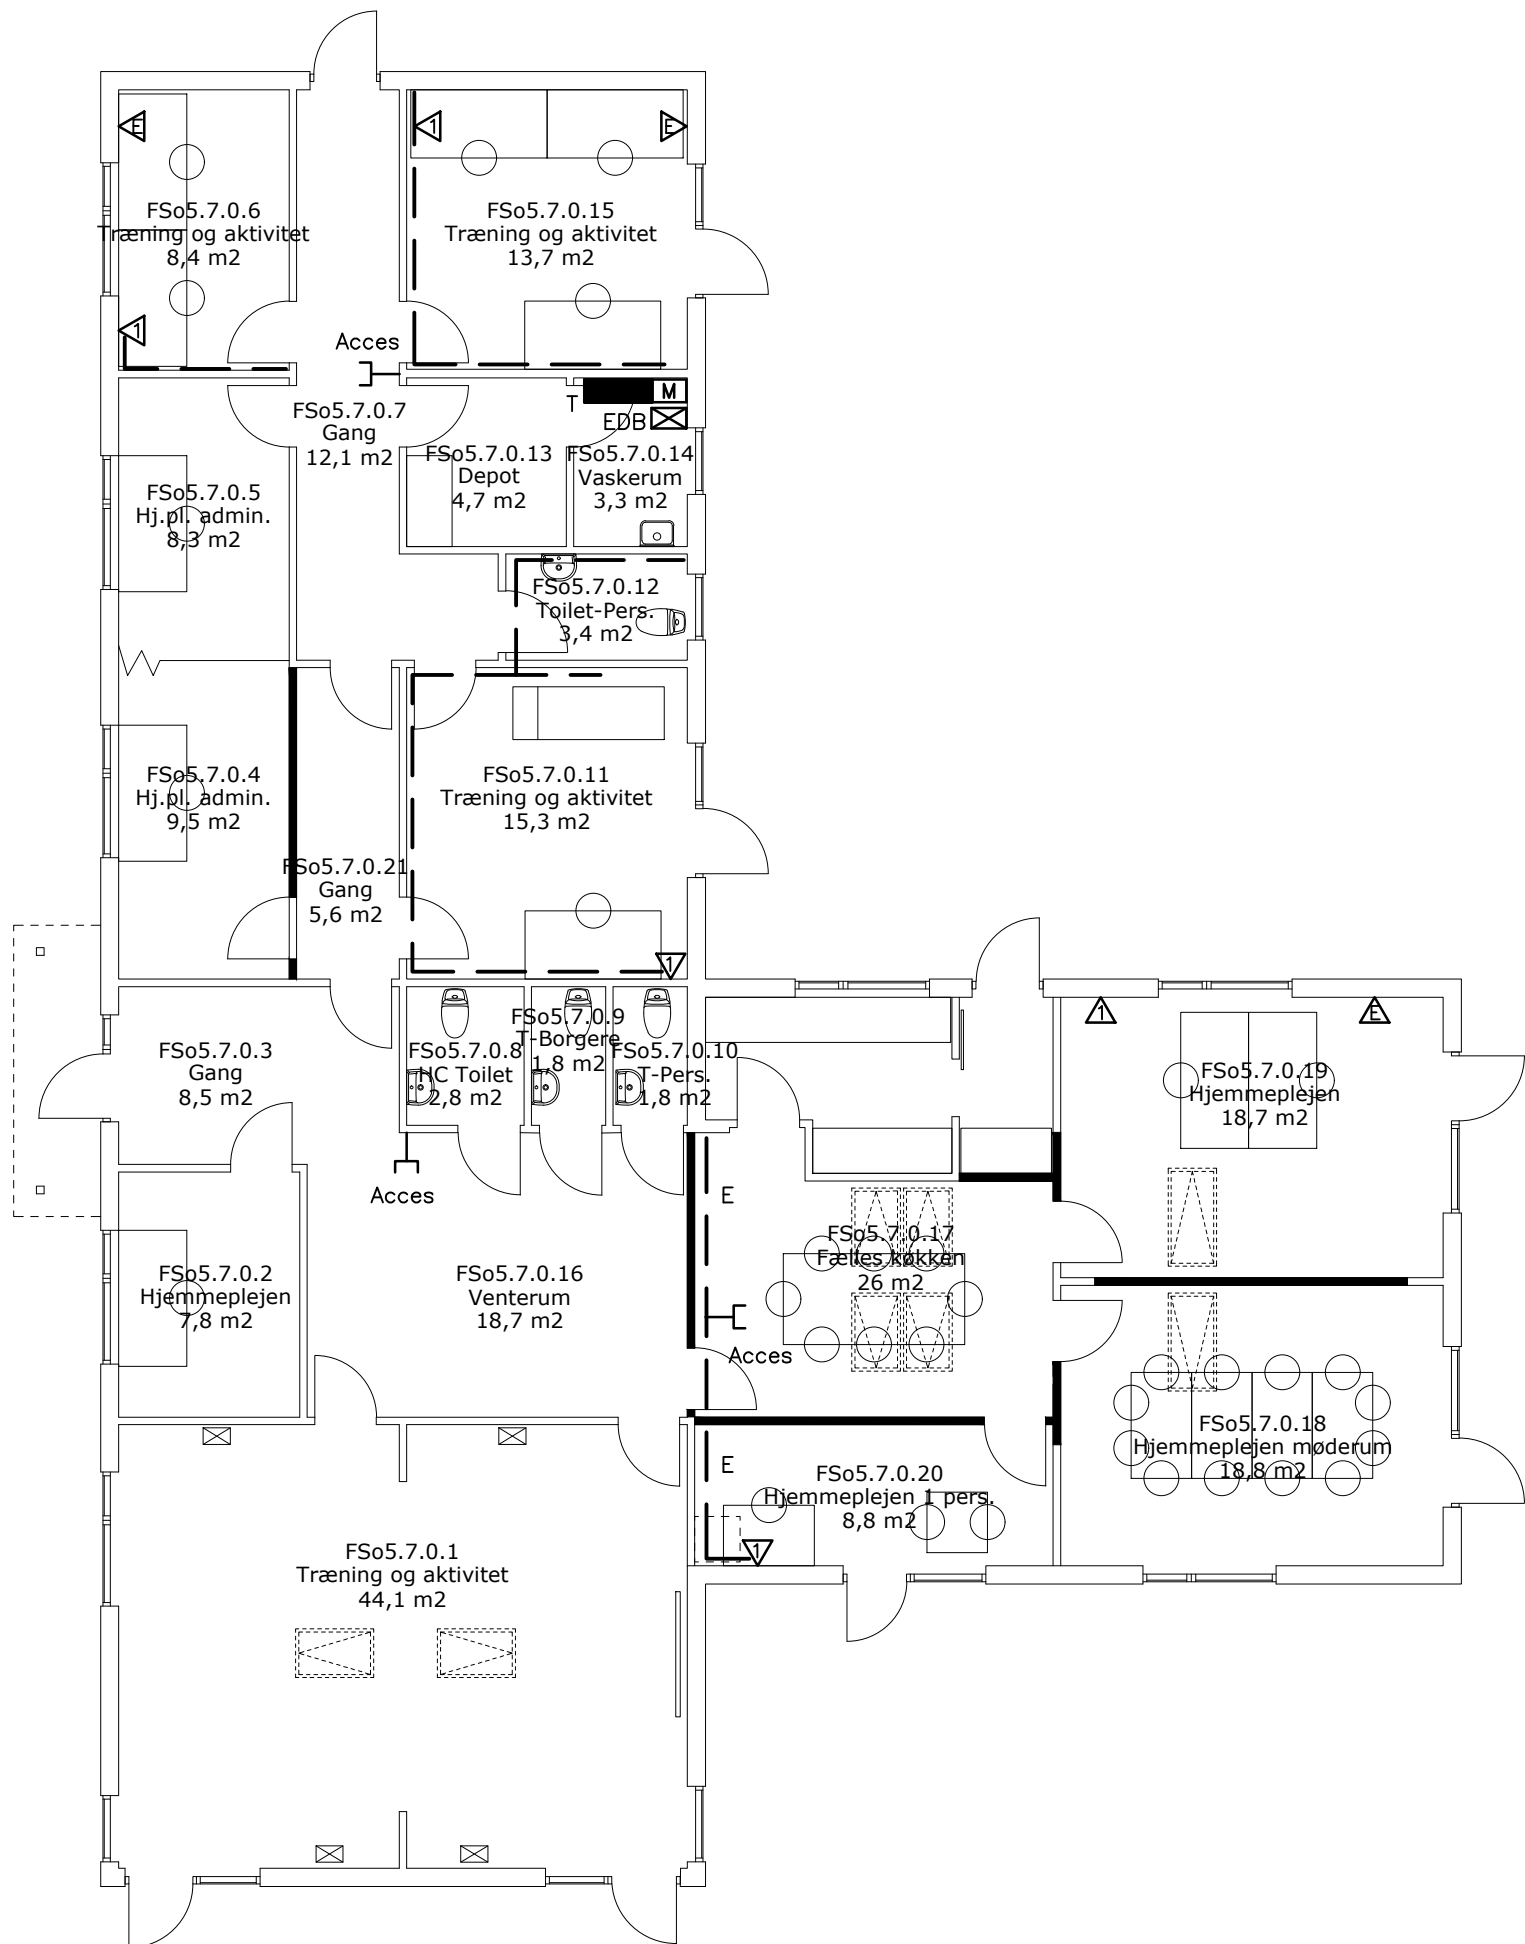 E
1
E
FSo5.7.0.6
Træning og aktivitet
8,4 m2
FSo5.7.0.15
Træning og aktivitet
13,7 m2
1
Acces
T
M
EDB
FSo5.7.0.7
Gang
12,1 m2
FSo5.7.0.13
Depot
4,7 m2
FSo5.7.0.14
Vaskerum
3,3 m2
FSo5.7.0.5
Hj.pl. admin.
8,3 m2
FSo5.7.0.12
Toilet-Pers.
3,4 m2
FSo5.7.0.4
Hj.pl. admin.
9,5 m2
FSo5.7.0.11
Træning og aktivitet
15,3 m2
FSo5.7.0.21
Gang
5,6 m2
1
FSo5.7.0.3
Gang
8,5 m2
FSo5.7.0.8
HC Toilet
2,8 m2
FSo5.7.0.9
T-Borgere
1,8 m2
FSo5.7.0.10
T-Pers.
1,8 m2
1
E
FSo5.7.0.19
Hjemmeplejen
18,7 m2
Acces
E
FSo5.7.0.17
Fælles køkken
26 m2
FSo5.7.0.2
Hjemmeplejen
7,8 m2
FSo5.7.0.16
Venterum
18,7 m2
Acces
FSo5.7.0.18
Hjemmeplejen møderum
18,8 m2
E
FSo5.7.0.20
Hjemmeplejen 1 pers.
8,8 m2
1
FSo5.7.0.1
Træning og aktivitet
44,1 m2